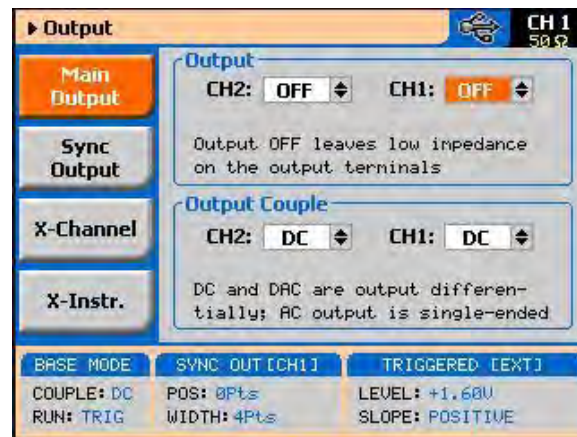 Output
CH 1
50 Ω
Main Output
Sync Output
X-Channel
X-Instr.
Output
CH2: OFF CH1: OFF
Output OFF leaves low impedance
on the output terminals
Output Couple
CH2: DC CH1: DC
DC and DAC are output differen-
tially; AC output is single-ended
BASE MODE
COUPLE: DC
RUN: TRIG
SYNC OUT [CH1]
POS: 0Pts
WIDTH: 4Pts
TRIGGERED [EXT]
LEVEL: +1.60V
SLOPE: POSITIVE